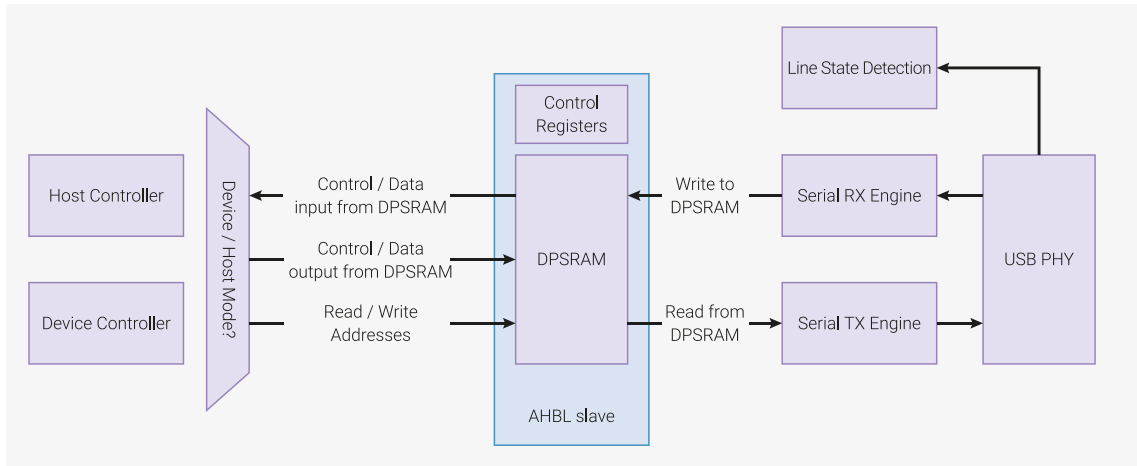 Line State Detection
Control
Registers
Host Controller
Device / Host Mode?
Control / Data
input from DPSRAM
Write to
DPSRAM
Serial RX Engine
Control / Data
output from DPSRAM
DPSRAM
USB PHY
Device Controller
Read / Write
Addresses
Read from
DPSRAM
Serial TX Engine
AHBL slave